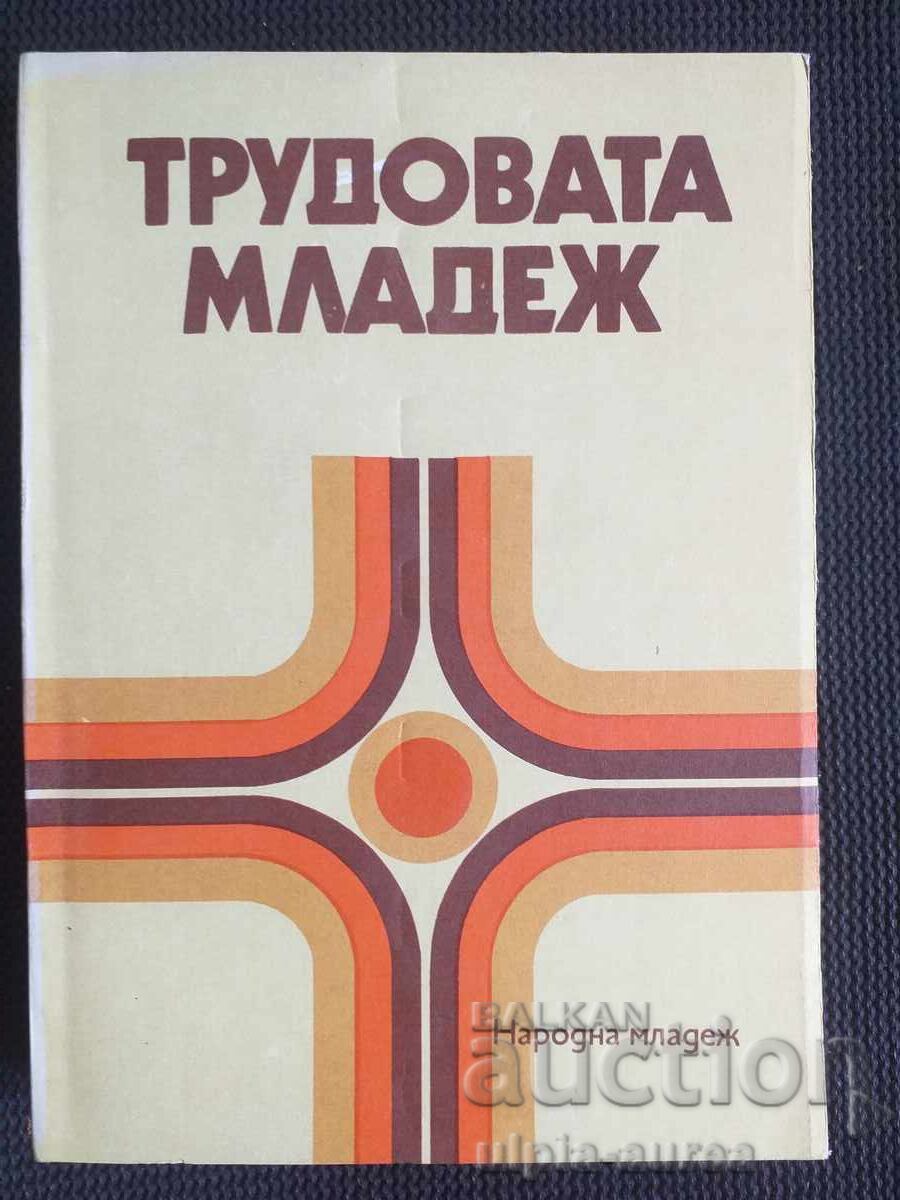 ТРУДОВАТА
МЛАДЕЖ
BALKAN
Народна младеж
auction
ulpia-aurea